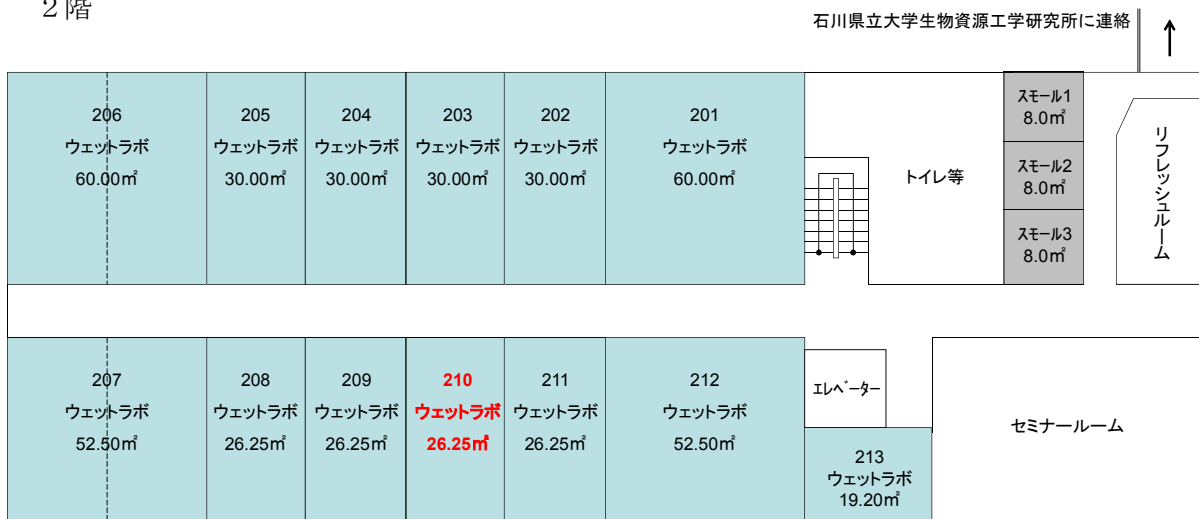 2階
石川県立大学生物資源工学研究所に連絡
206
ウェットラボ
60.00㎡
205
ウェットラボ
30.00㎡
204
ウェットラボ
30.00㎡
203
ウェットラボ
30.00㎡
202
ウェットラボ
30.00㎡
201
ウェットラボ
60.00㎡
トイレ等
スモール1
8.0㎡
スモール2
8.0㎡
スモール3
8.0㎡
リフレッシュルーム
207
ウェットラボ
52.50㎡
208
ウェットラボ
26.25㎡
209
ウェットラボ
26.25㎡
210
ウェットラボ
26.25㎡
211
ウェットラボ
26.25㎡
212
ウェットラボ
52.50㎡
エレベーター
213
ウェットラボ
19.20㎡
セミナールーム